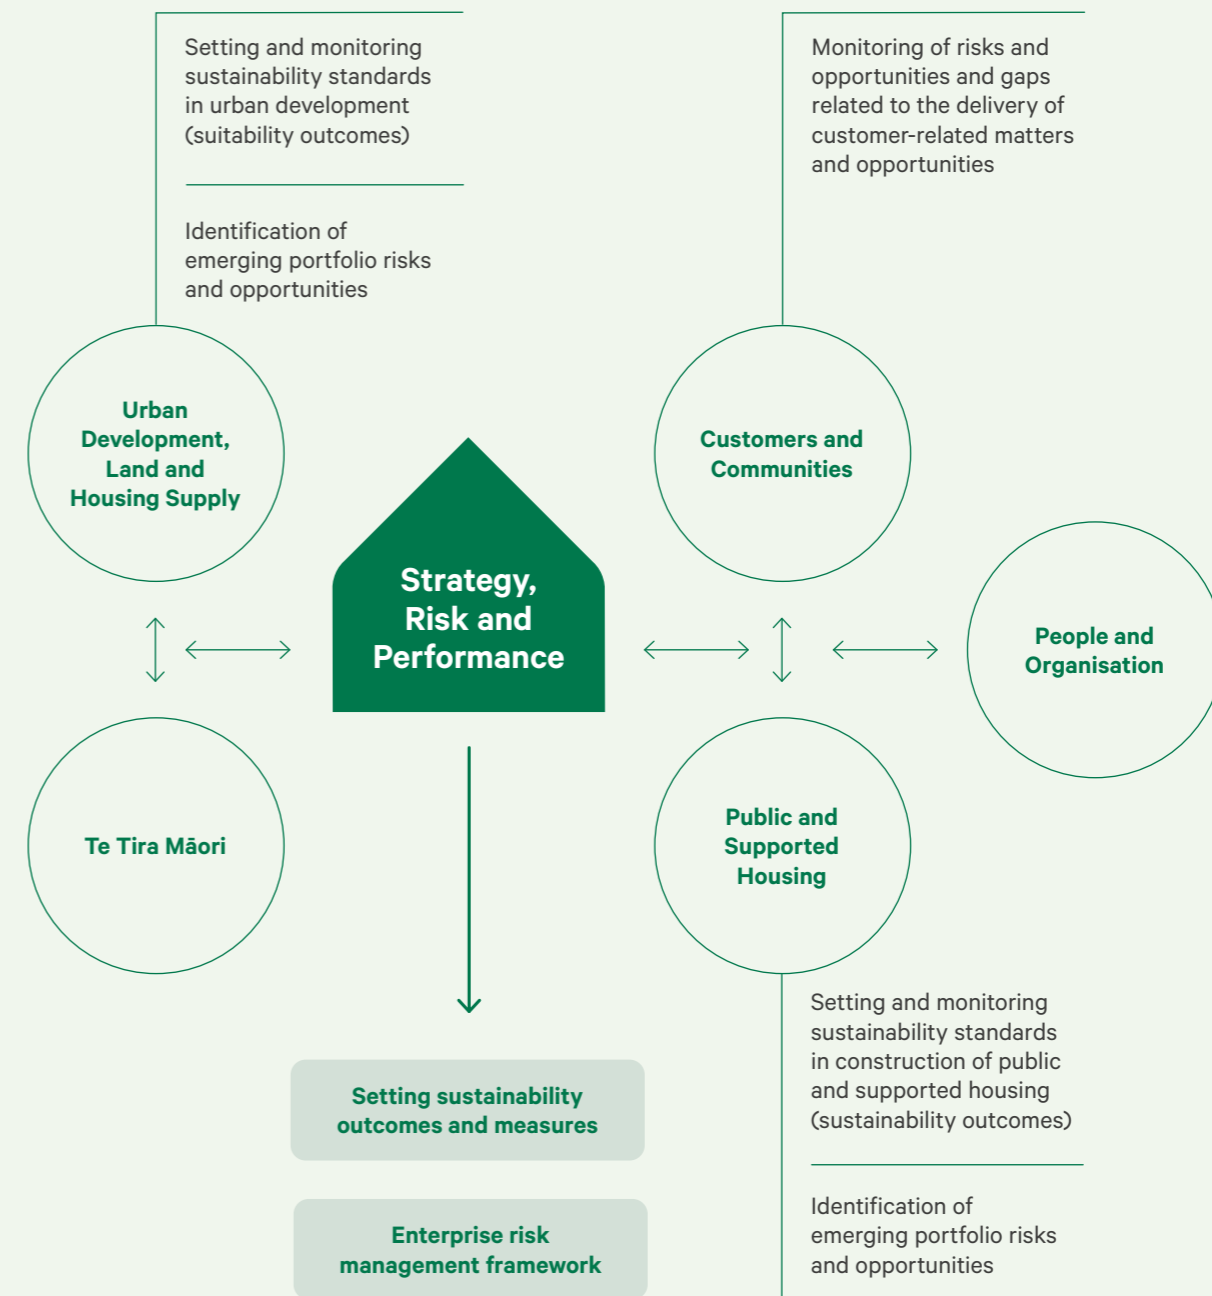 Setting and monitoring
sustainability standards
in urban development
(suitability outcomes)
Identification of
emerging portfolio risks
and opportunities
Monitoring of risks and
opportunities and gaps
related to the delivery of
customer-related matters
and opportunities
Urban
Development,
Land and
Housing Supply
Customers and
Communities
Strategy,
Risk and
Performance
People and
Organisation
Te Tira Māori
Public and
Supported
Housing
Setting and monitoring
sustainability standards
in construction of public
and supported housing
(sustainability outcomes)
Identification of
emerging portfolio risks
and opportunities
Setting sustainability
outcomes and measures
Enterprise risk
management framework